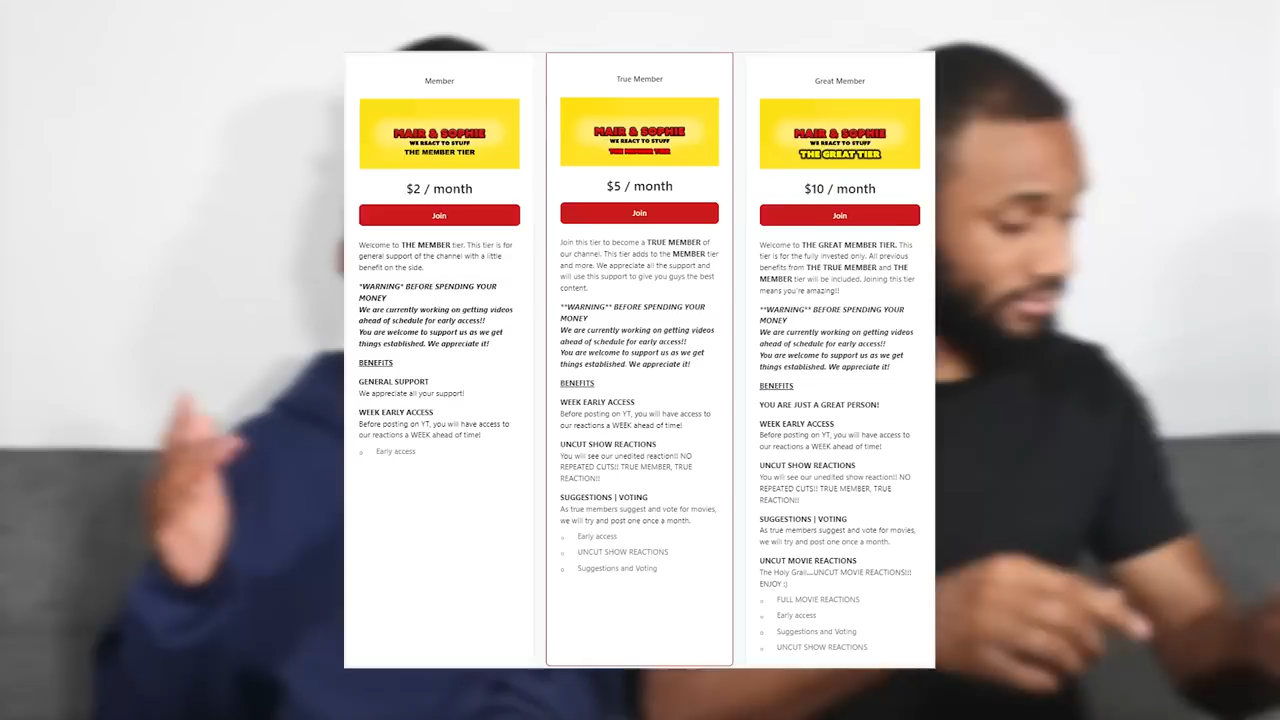 Member
MAIR & SOPHIE
WE REACT TO STUFF
THE MEMBER TIER
$2 / month
Join
Welcome to THE MEMBER tier. This tier is for
general support of the channel with a little
benefit on the side.
*WARNING* BEFORE SPENDING YOUR
MONEY
We are currently working on getting videos
ahead of schedule for early access!!
You are welcome to support us as we get
things established. We appreciate it!
BENEFITS
GENERAL SUPPORT
We appreciate all your support!
WEEK EARLY ACCESS
Before posting on YT, you will have access to
our reactions a WEEK ahead of time!
Early access
True Member
MAIR & SOPHIE
WE REACT TO STUFF
THE MEMBER TIER
$5 / month
Join
Join this tier to become a TRUE MEMBER of
our channel. This tier adds to the MEMBER tier
and more. We appreciate all the support and
will use this support to give you guys the best
content.
**WARNING** BEFORE SPENDING YOUR
MONEY
We are currently working on getting videos
ahead of schedule for early access!!
You are welcome to support us as we get
things established. We appreciate it!
BENEFITS
WEEK EARLY ACCESS
Before posting on YT, you will have access to
our reactions a WEEK ahead of time!
UNCUT SHOW REACTIONS
You will see our unedited show reaction!! NO
REPEATED CUTS!! TRUE MEMBER, TRUE
REACTION!!
SUGGESTIONS | VOTING
As true members suggest and vote for movies,
we will try and post one once a month.
Early access
UNCUT SHOW REACTIONS
Suggestions and Voting
Great Member
MAIR & SOPHIE
WE REACT TO STUFF
THE GREAT TIER
$10 / month
Join
Welcome to THE GREAT MEMBER TIER. This
tier is for the fully invested only. All previous
benefits from THE TRUE MEMBER and THE
MEMBER tier will be included. Joining this tier
means you're amazing!!
**WARNING** BEFORE SPENDING YOUR
MONEY
We are currently working on getting videos
ahead of schedule for early access!!
You are welcome to support us as we get
things established. We appreciate it!
BENEFITS
YOU ARE JUST A GREAT PERSON!
WEEK EARLY ACCESS
Before posting on YT, you will have access to
our reactions a WEEK ahead of time!
UNCUT SHOW REACTIONS
You will see our unedited show reaction!! NO
REPEATED CUTS!! TRUE MEMBER, TRUE
REACTION!!
SUGGESTIONS | VOTING
As true members suggest and vote for movies,
we will try and post one once a month.
UNCUT MOVIE REACTIONS
The Holy Grail....UNCUT MOVIE REACTIONS!!!
ENJOY :)
FULL MOVIE REACTIONS
Early access
Suggestions and Voting
UNCUT SHOW REACTIONS